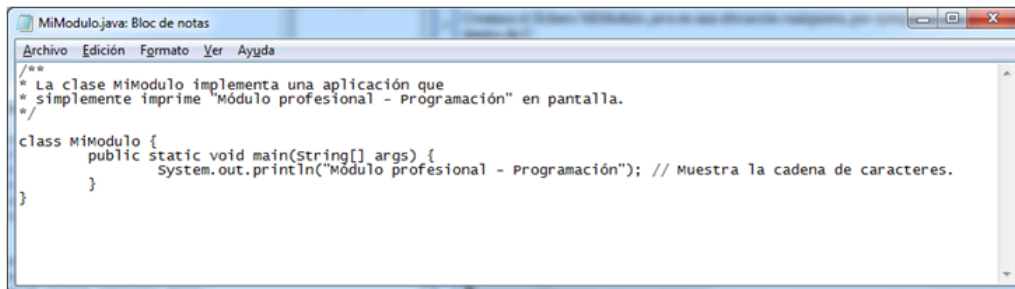 MiModulo.java: Bloc de notas
Archivo Edición Formato Ver Ayuda
/**
* La clase MiModulo implementa una aplicación que
* simplemente imprime "Módulo profesional - Programación" en pantalla.
*/
class MiModulo {
public static void main(String[] args) {
System.out.println("Módulo profesional - Programación"); // Muestra la cadena de caracteres.
}
}